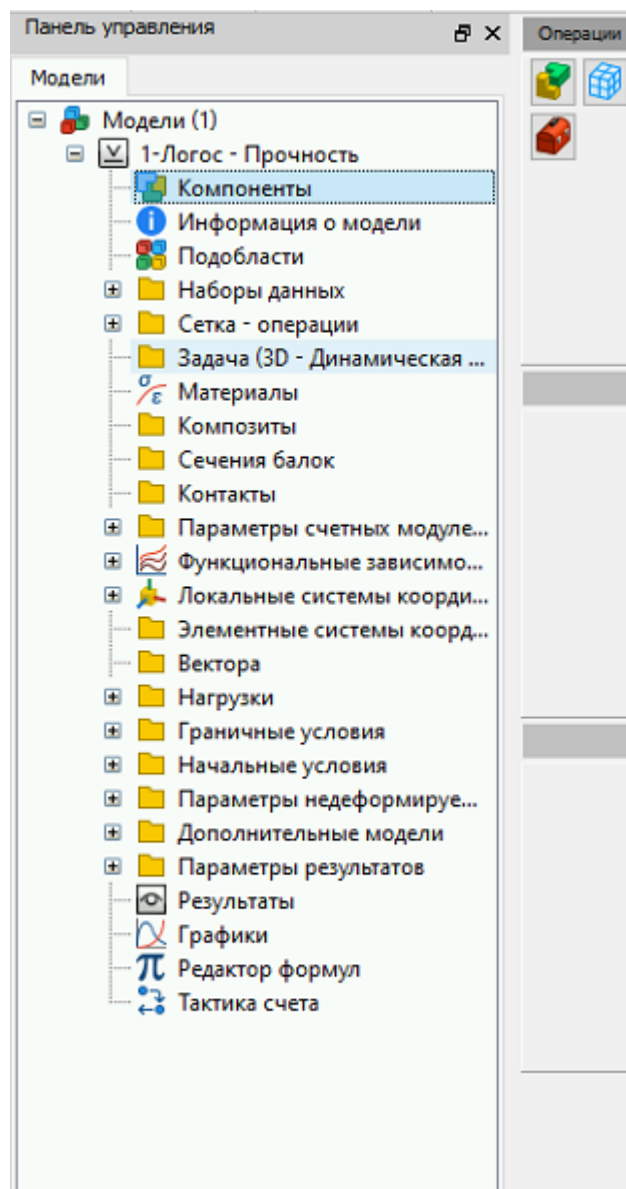 Панель управления
Операции
Модели
Модели (1)
1-Логос - Прочность
Компоненты
Информация о модели
Подобласти
Наборы данных
Сетка - операции
Задача (3D - Динамическая ...
σ ε Материалы
Композиты
Сечения балок
Контакты
Параметры счетных модуле...
Функциональные зависимо...
Локальные системы коорди...
Элементные системы коорд...
Вектора
Нагрузки
Граничные условия
Начальные условия
Параметры недеформируе...
Дополнительные модели
Параметры результатов
Результаты
Графики
π Редактор формул
Тактика счета